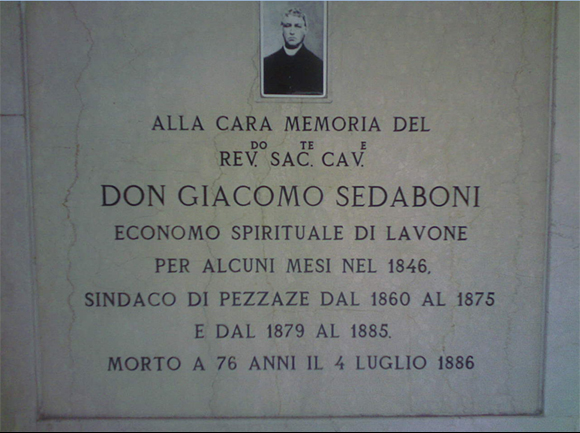 ALLA CARA MEMORIA DEL
REV.DO SAC.TE CAV.E
DON GIACOMO SEDABONI
ECONOMO SPIRITUALE DI LAVONE
PER ALCUNI MESI NEL 1846,
SINDACO DI PEZZAZE DAL 1860 AL 1875
E DAL 1879 AL 1885.
MORTO A 76 ANNI IL 4 LUGLIO 1886